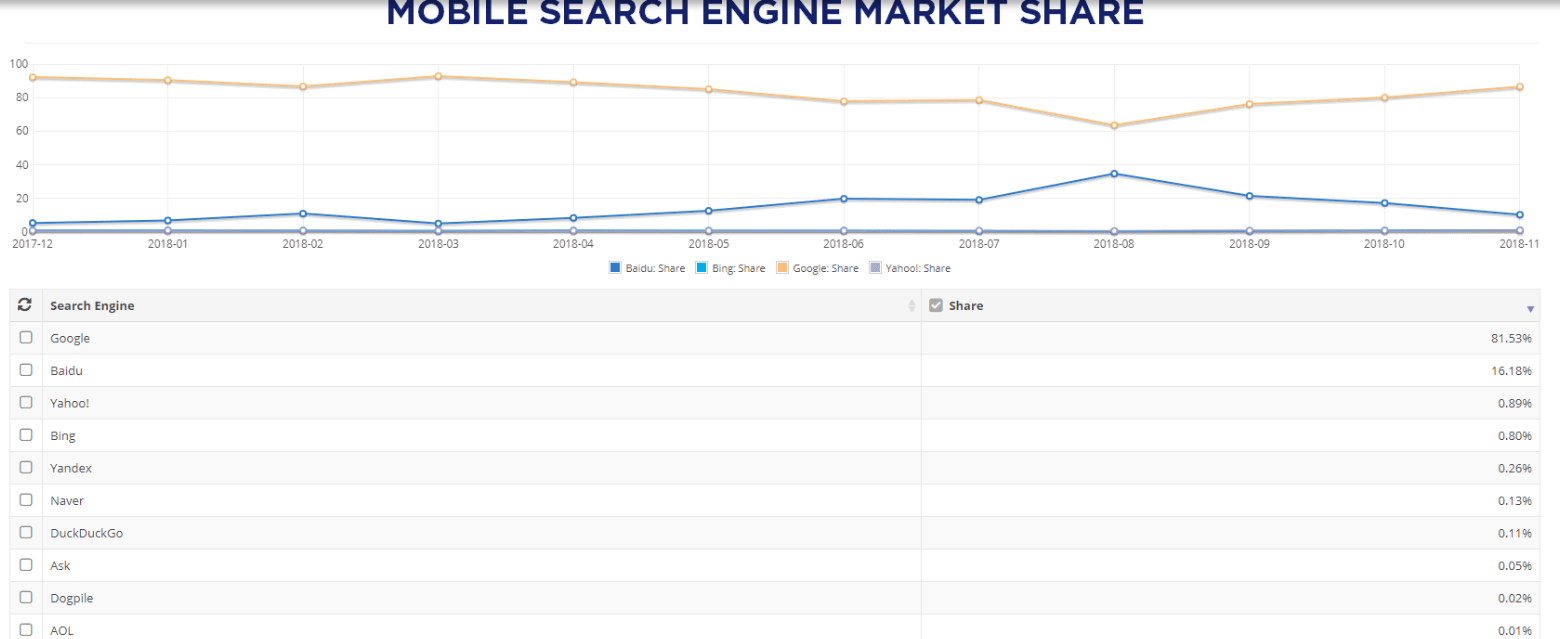 MOBILE SEARCH ENGINE MARKET SHARE
100
80
60
40
20
0
2017-12 2018-01 2018-02 2018-03 2018-04 2018-05 2018-06 2018-07 2018-08 2018-09 2018-10 2018-11
Baidu: Share Bing: Share Google: Share Yahoo!: Share
Search Engine Share
Google 81.53%
Baidu 16.18%
Yahoo! 0.89%
Bing 0.80%
Yandex 0.26%
Naver 0.13%
DuckDuckGo 0.11%
Ask 0.05%
Dogpile 0.02%
AOL 0.01%